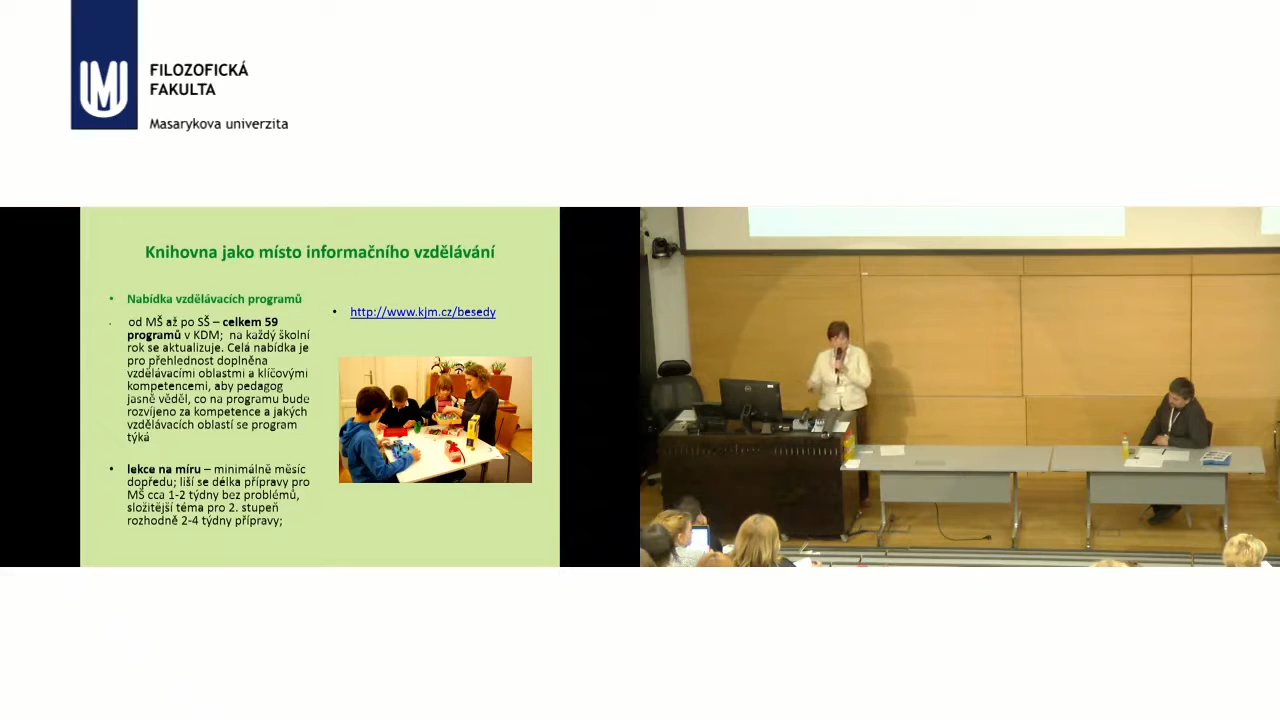 FILOZOFICKÁ
FAKULTA
Masarykova univerzita
Knihovna jako místo informačního vzdělávání
• Nabídka vzdělávacích programů
od MŠ až po SŠ – celkem 59
programů v KDM; na každý školní
rok se aktualizuje. Celá nabídka je
pro přehlednost doplněna
vzdělávacími oblastmi a klíčovými
kompetencemi, aby pedagog
jasně věděl, co na programu bude
rozvíjeno za kompetence a jakých
vzdělávacích oblastí se program
týká
• lekce na míru – minimálně měsíc
dopředu; liší se délka přípravy pro
MŠ cca 1-2 týdny bez problémů,
složitější téma pro 2. stupeň
rozhodně 2-4 týdny přípravy;
• http://www.kjm.cz/besedy